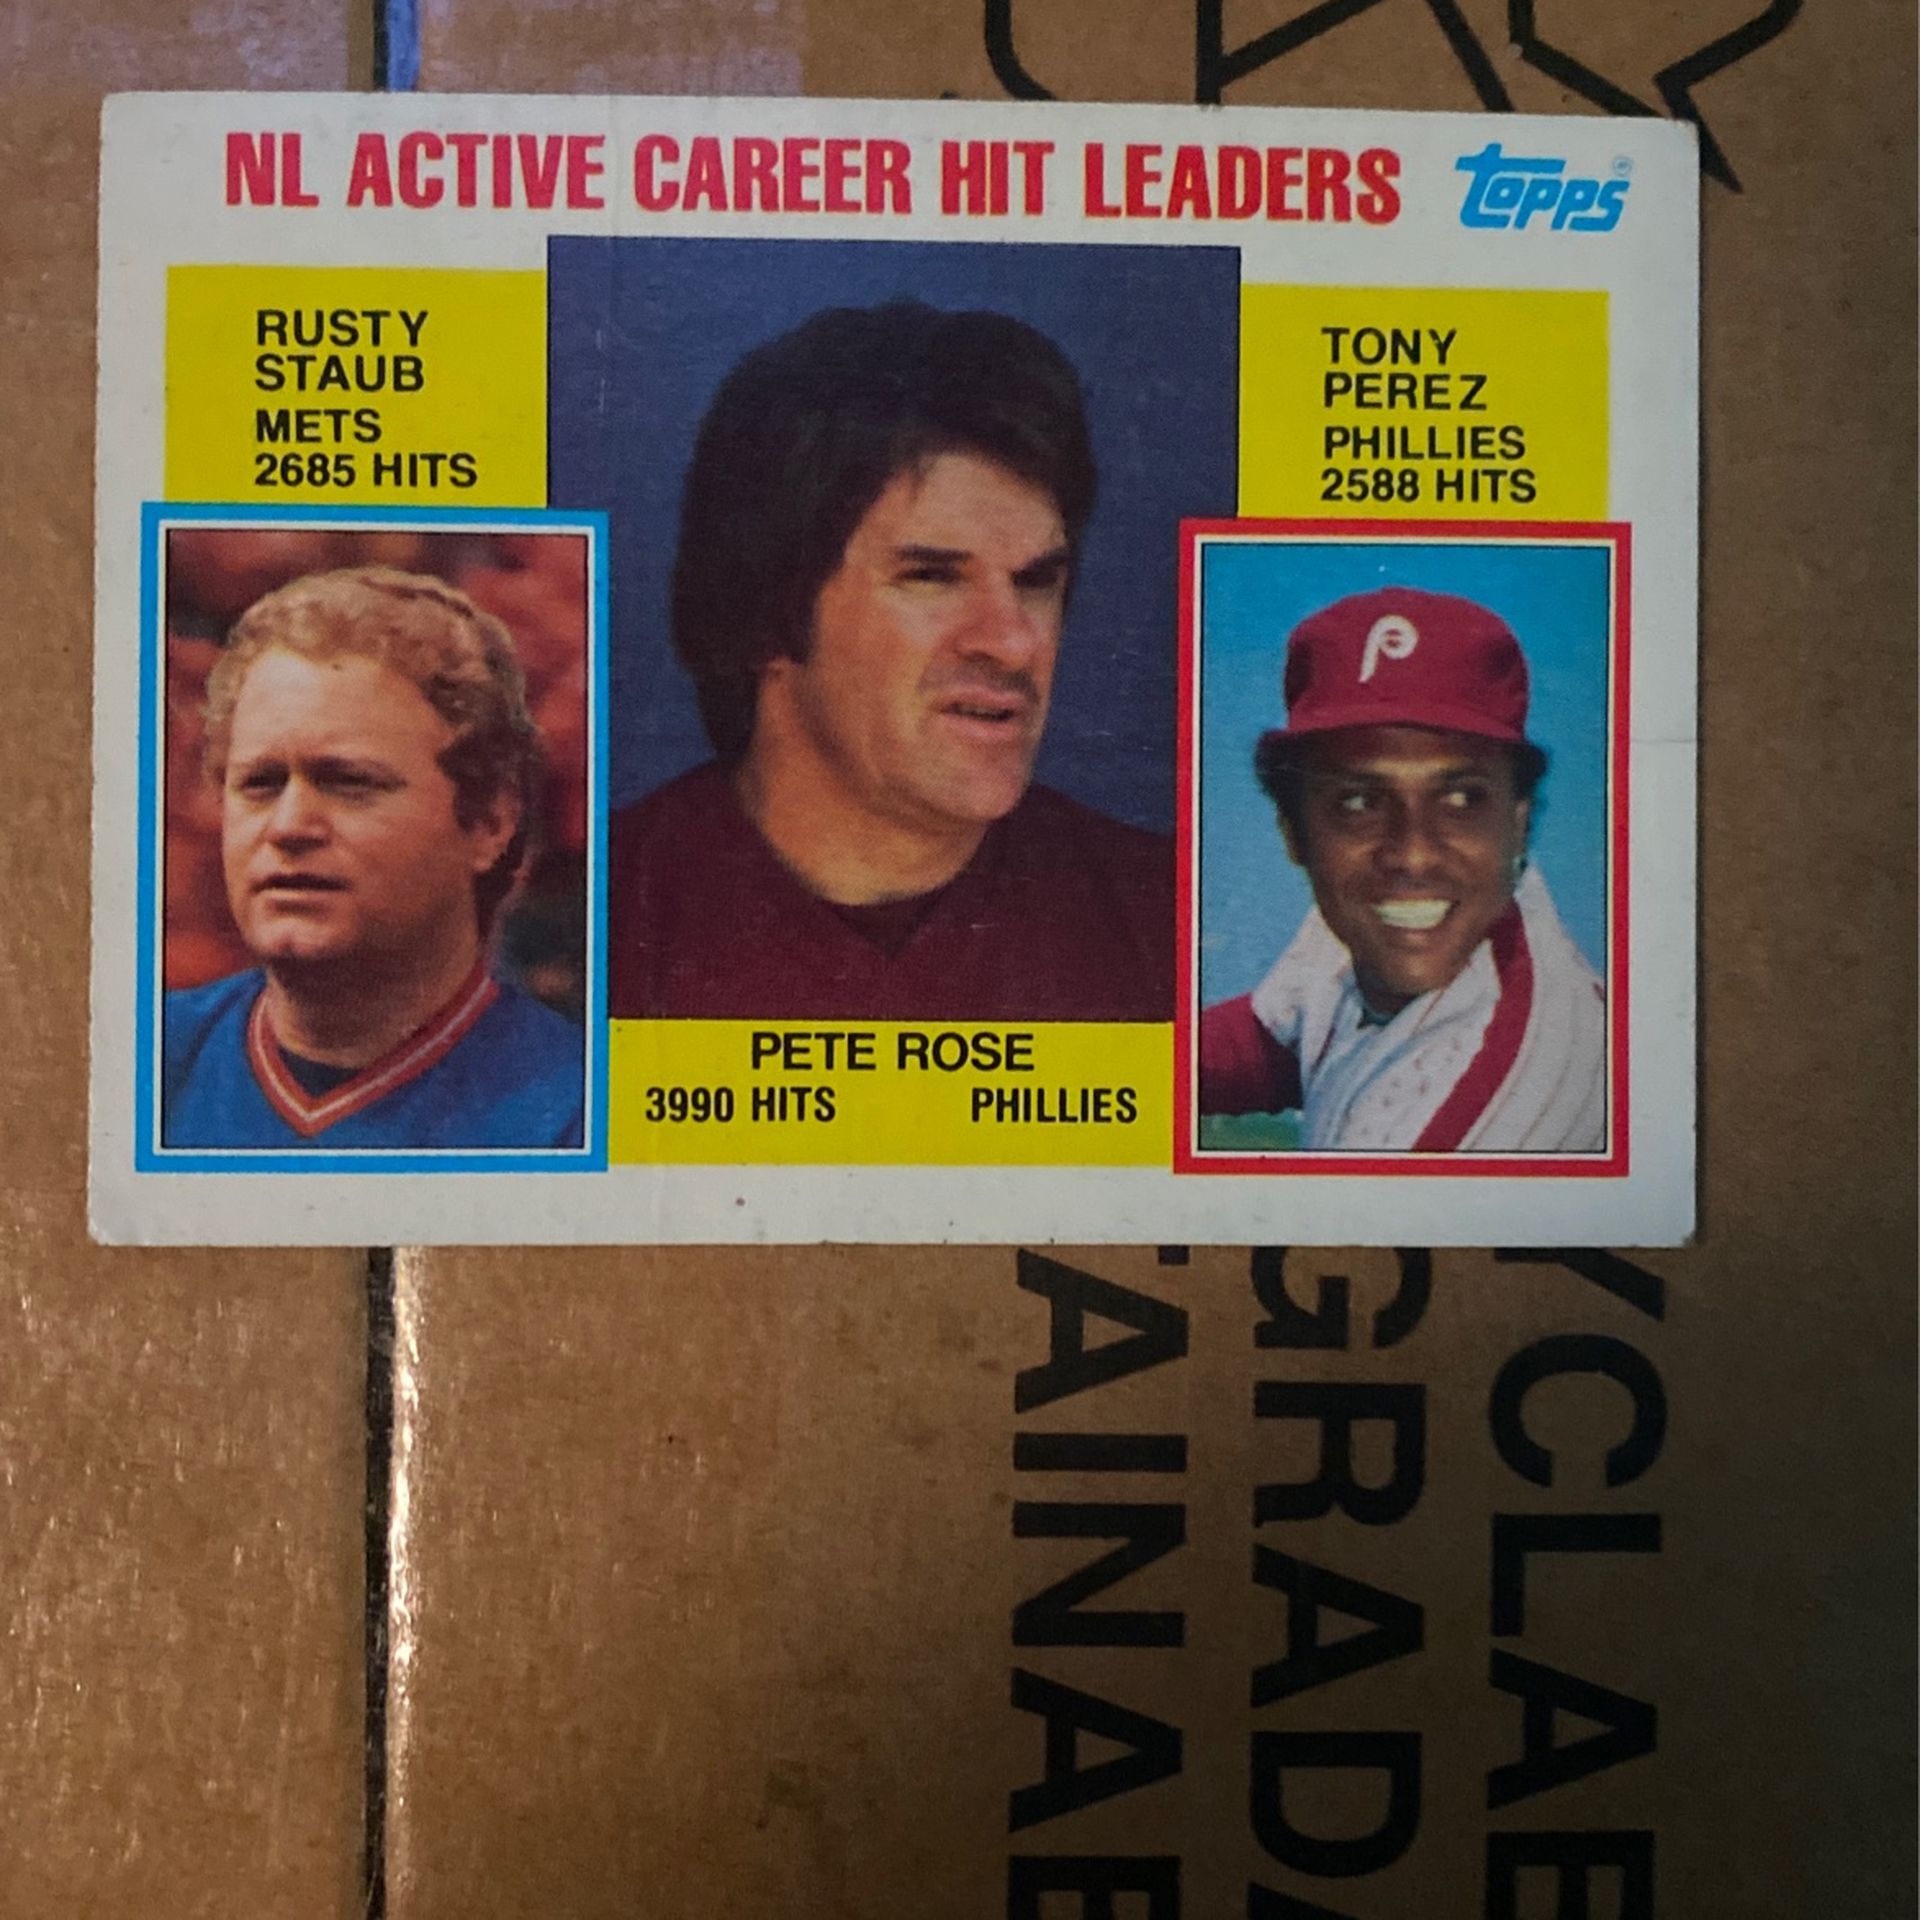 NL ACTIVE CAREER HIT LEADERS
topps
RUSTY
STAUB
METS
2685 HITS
TONY
PEREZ
PHILLIES
2588 HITS
P
PETE ROSE
3990 HITS PHILLIES